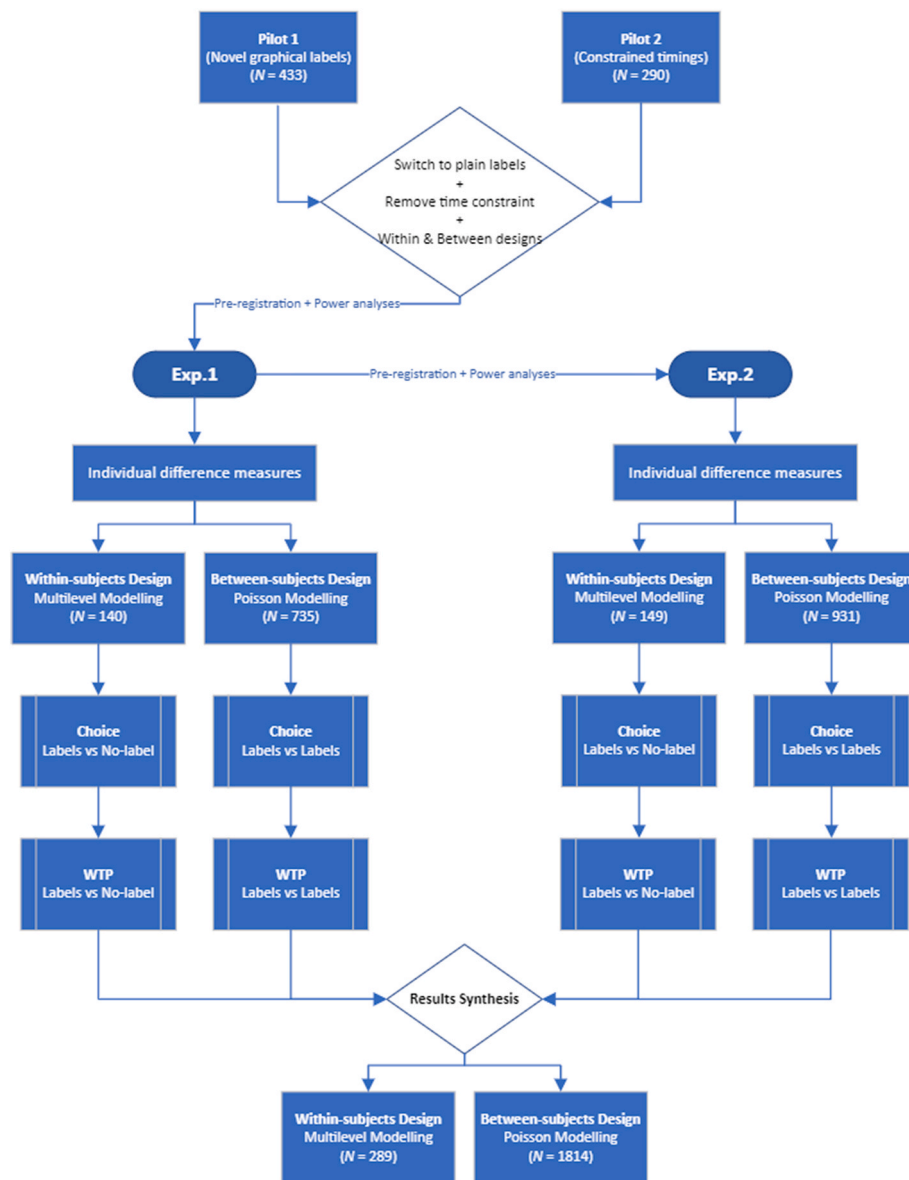 Pilot 1
(Novel graphical labels)
(N = 433)
Pilot 2
(Constrained timings)
(N = 290)
Switch to plain labels
+
Remove time constraint
+
Within & Between designs
Pre-registration + Power analyses
Exp.1
Pre-registration + Power analyses
Exp.2
Individual difference measures
Individual difference measures
Within-subjects Design
Multilevel Modelling
(N = 140)
Between-subjects Design
Poisson Modelling
(N = 735)
Within-subjects Design
Multilevel Modelling
(N = 149)
Between-subjects Design
Poisson Modelling
(N = 931)
Choice
Labels vs No-label
Choice
Labels vs Labels
Choice
Labels vs No-label
Choice
Labels vs Labels
WTP
Labels vs No-label
WTP
Labels vs Labels
WTP
Labels vs No-label
WTP
Labels vs Labels
Results Synthesis
Within-subjects Design
Multilevel Modelling
(N = 289)
Between-subjects Design
Poisson Modelling
(N = 1814)